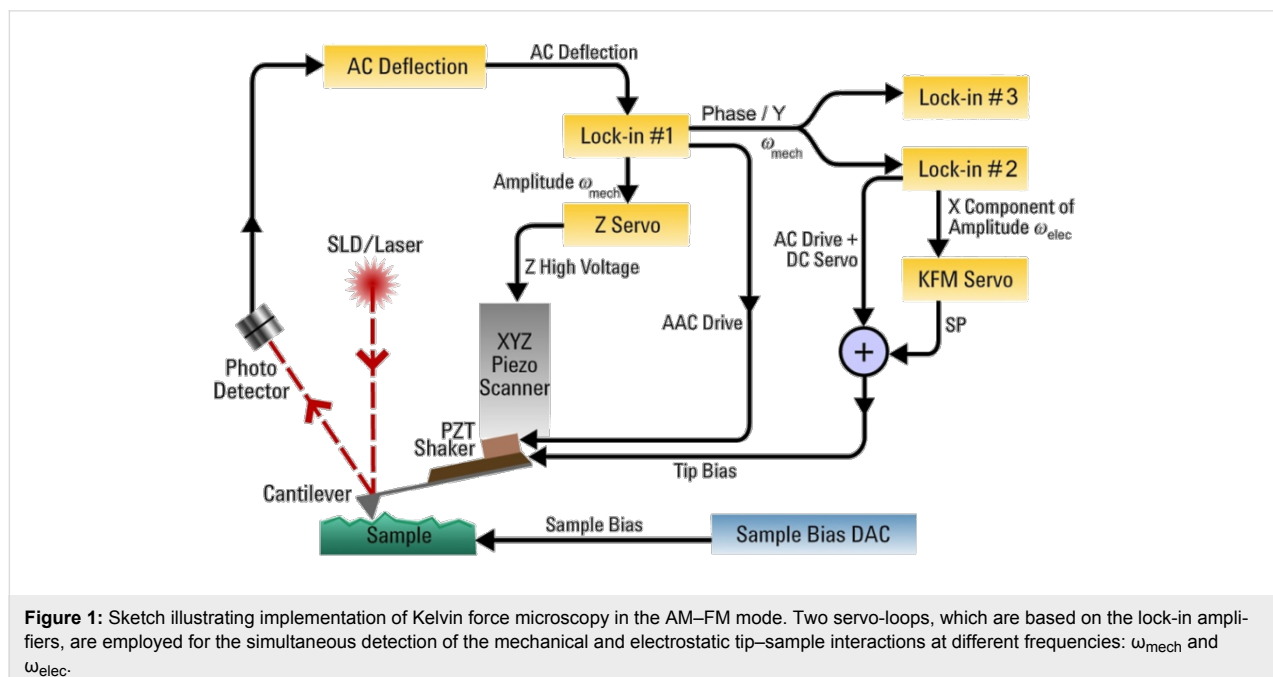 AC Deflection
AC Deflection
Lock-in #1
Phase / Y
ω mech
Lock-in #3
Lock-in #2
Amplitude ω mech
Z Servo
Z High Voltage
SLD/Laser
X Component of
Amplitude ω elec
AC Drive +
DC Servo
KFM Servo
SP
+
AAC Drive
XYZ
Piezo
Scanner
Photo
Detector
PZT
Shaker
Tip Bias
Cantilever
Sample
Sample Bias
Sample Bias DAC
Figure 1: Sketch illustrating implementation of Kelvin force microscopy in the AM–FM mode. Two servo-loops, which are based on the lock-in ampli-
fiers, are employed for the simultaneous detection of the mechanical and electrostatic tip–sample interactions at different frequencies: ωmech and
ωelec.